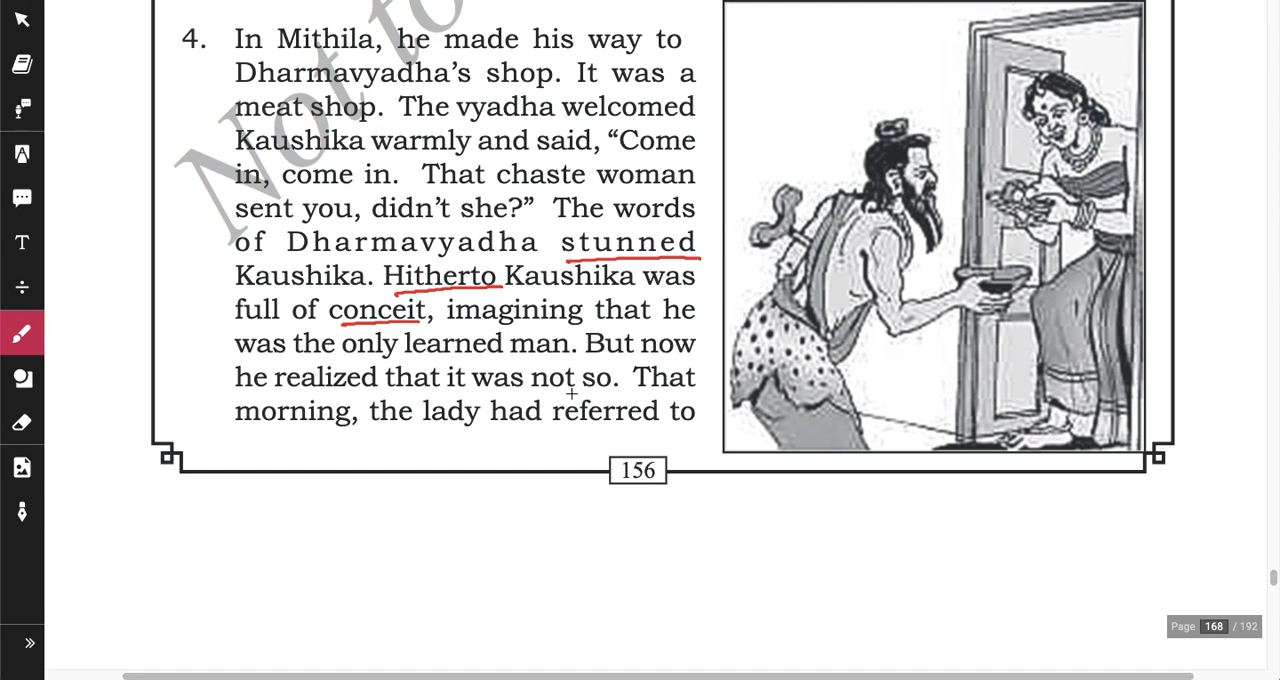 4. In Mithila, he made his way to
Dharmavyadha's shop. It was a
meat shop. The vyadha welcomed
Kaushika warmly and said, “Come
in, come in. That chaste woman
sent you, didn't she?” The words
of Dharmavyadha stunned
Kaushika. Hitherto Kaushika was
full of conceit, imagining that he
was the only learned man. But now
he realized that it was not so. That
morning, the lady had referred to
156
Not to
Page 168 / 192